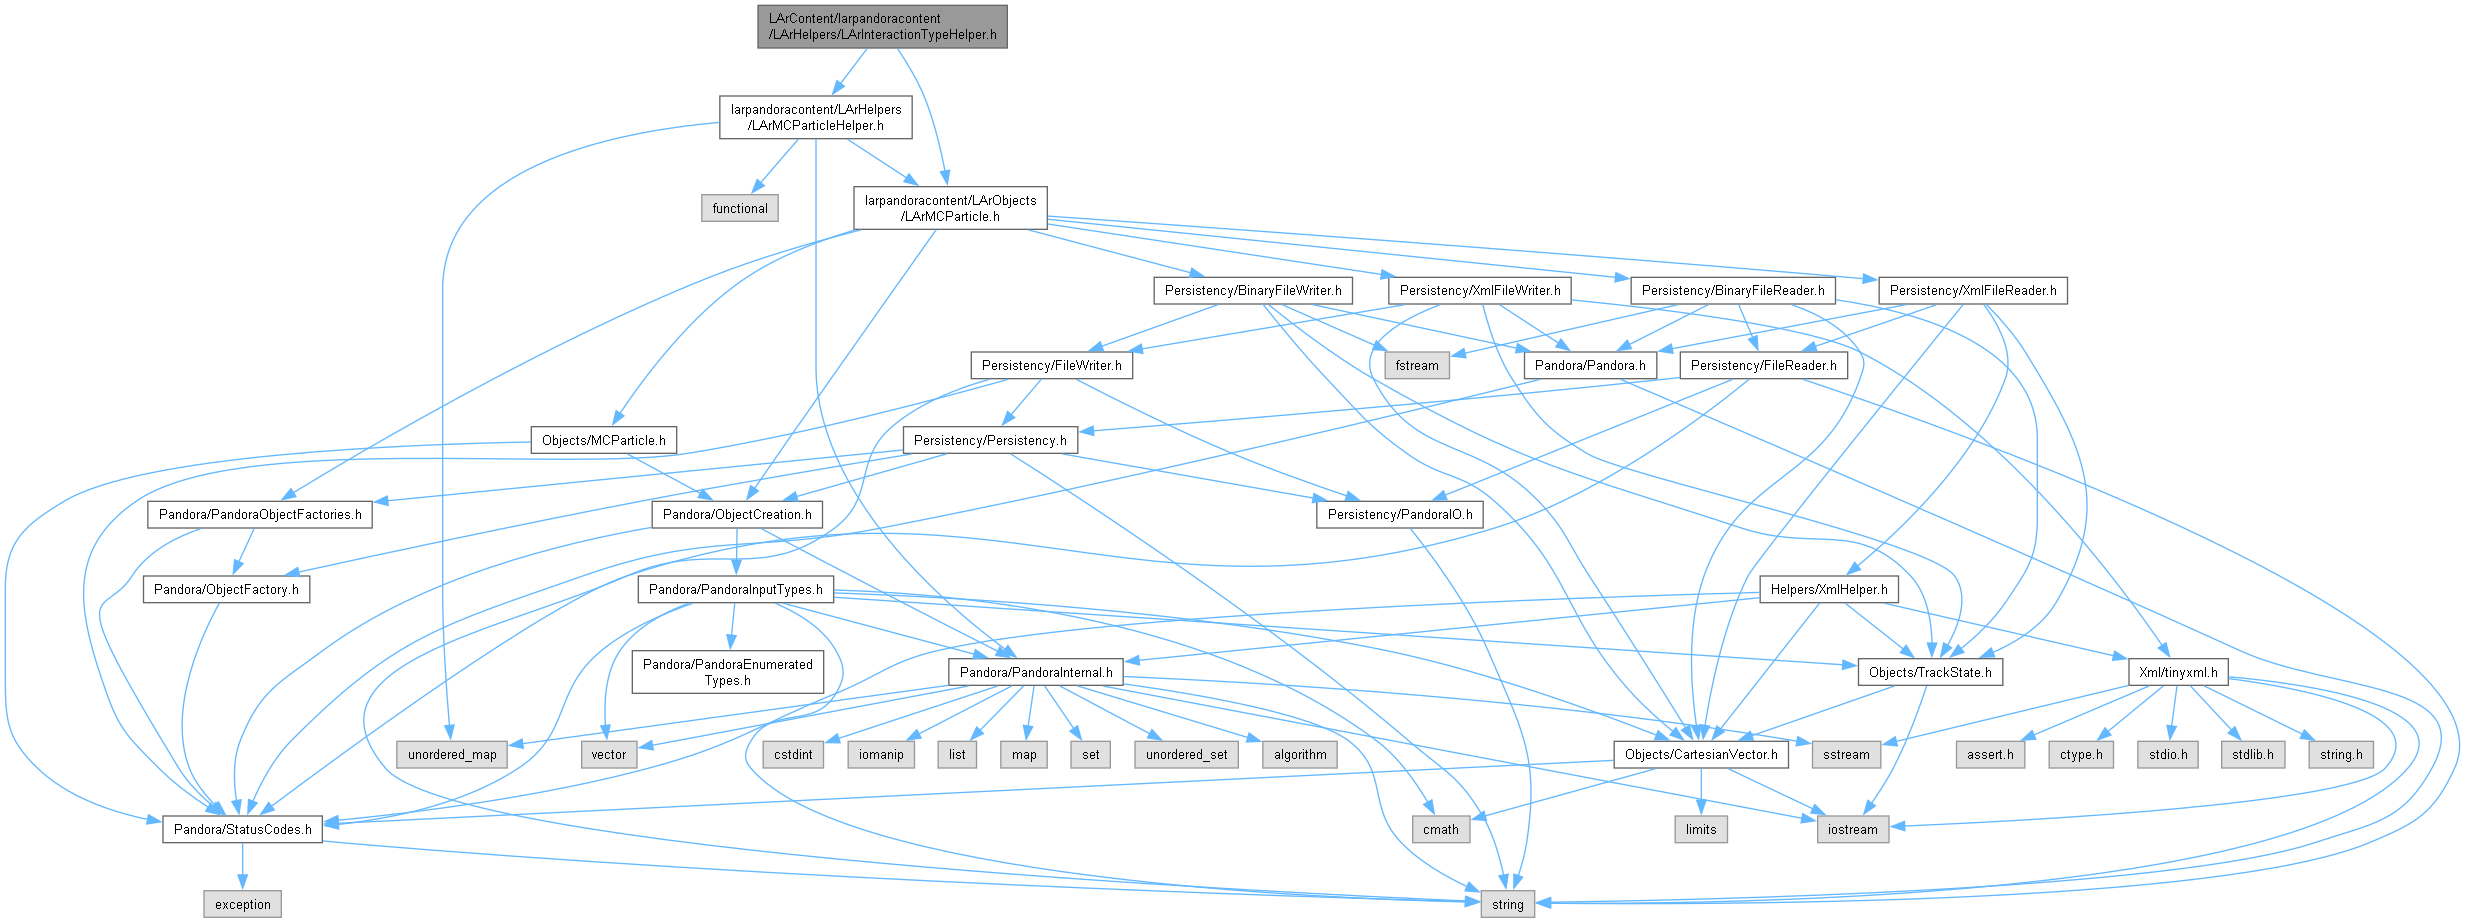 LArContent/larpandoracontent
/LArHelpers/LArInteractionTypeHelper.h
larpandoracontent/LArHelpers
/LArMCParticleHelper.h
functional
larpandoracontent/LArObjects
/LArMCParticle.h
Persistency/BinaryFileWriter.h
Persistency/XmlFileWriter.h
Persistency/BinaryFileReader.h
Persistency/XmlFileReader.h
Persistency/FileWriter.h
fstream
Pandora/Pandora.h
Persistency/FileReader.h
Objects/MCParticle.h
Persistency/Persistency.h
Pandora/PandoraObjectFactories.h
Pandora/ObjectCreation.h
Persistency/PandoraIO.h
Pandora/ObjectFactory.h
Pandora/PandoraInputTypes.h
Helpers/XmlHelper.h
Pandora/PandoraEnumerated
Types.h
Pandora/PandoraInternal.h
Objects/TrackState.h
Xml/tinyxml.h
unordered_map
vector
cstdint
iomanip
list
map
set
unordered_set
algorithm
Objects/CartesianVector.h
sstream
assert.h
ctype.h
stdio.h
stdlib.h
string.h
Pandora/StatusCodes.h
cmath
limits
iostream
exception
string